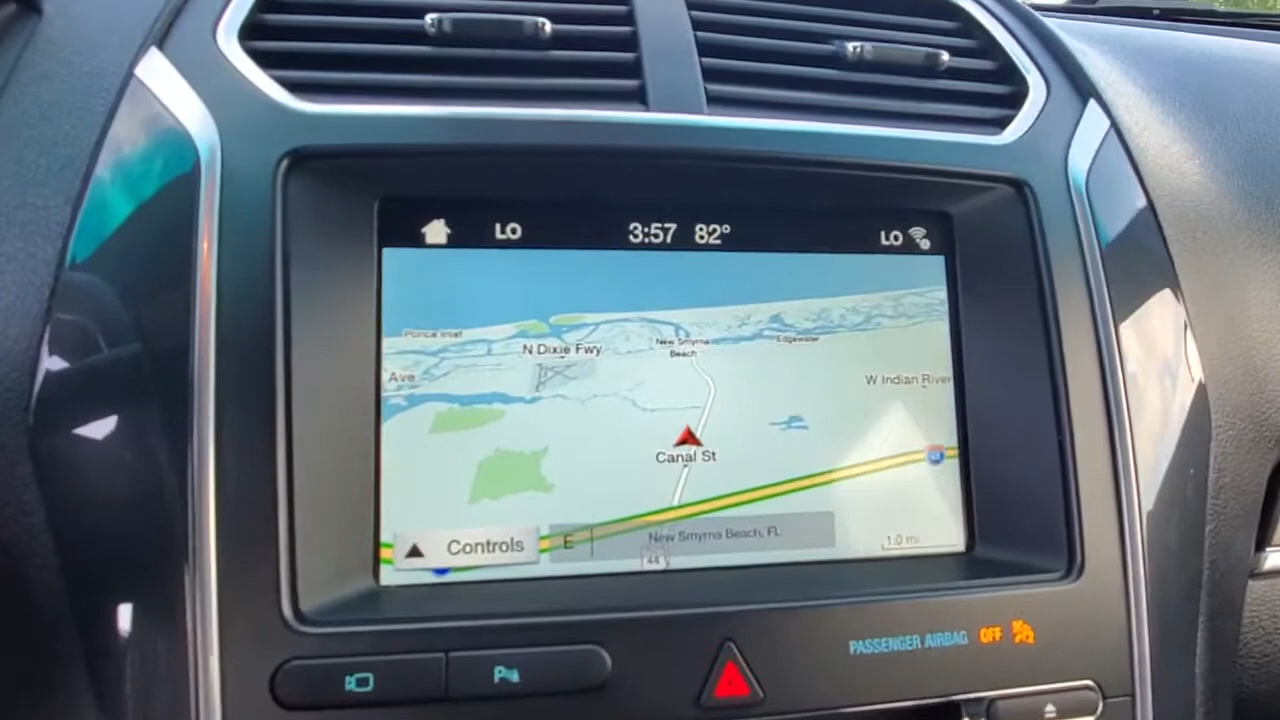 LO 3:57 82° LO
Ponce Inlet
N Dixie Fwy
New Smyrna
Beach
Edgewater
Ave
W Indian River
Canal St
Controls
E New Smyrna Beach, FL
44
1.0 mi
PASSENGER AIRBAG OFF
P